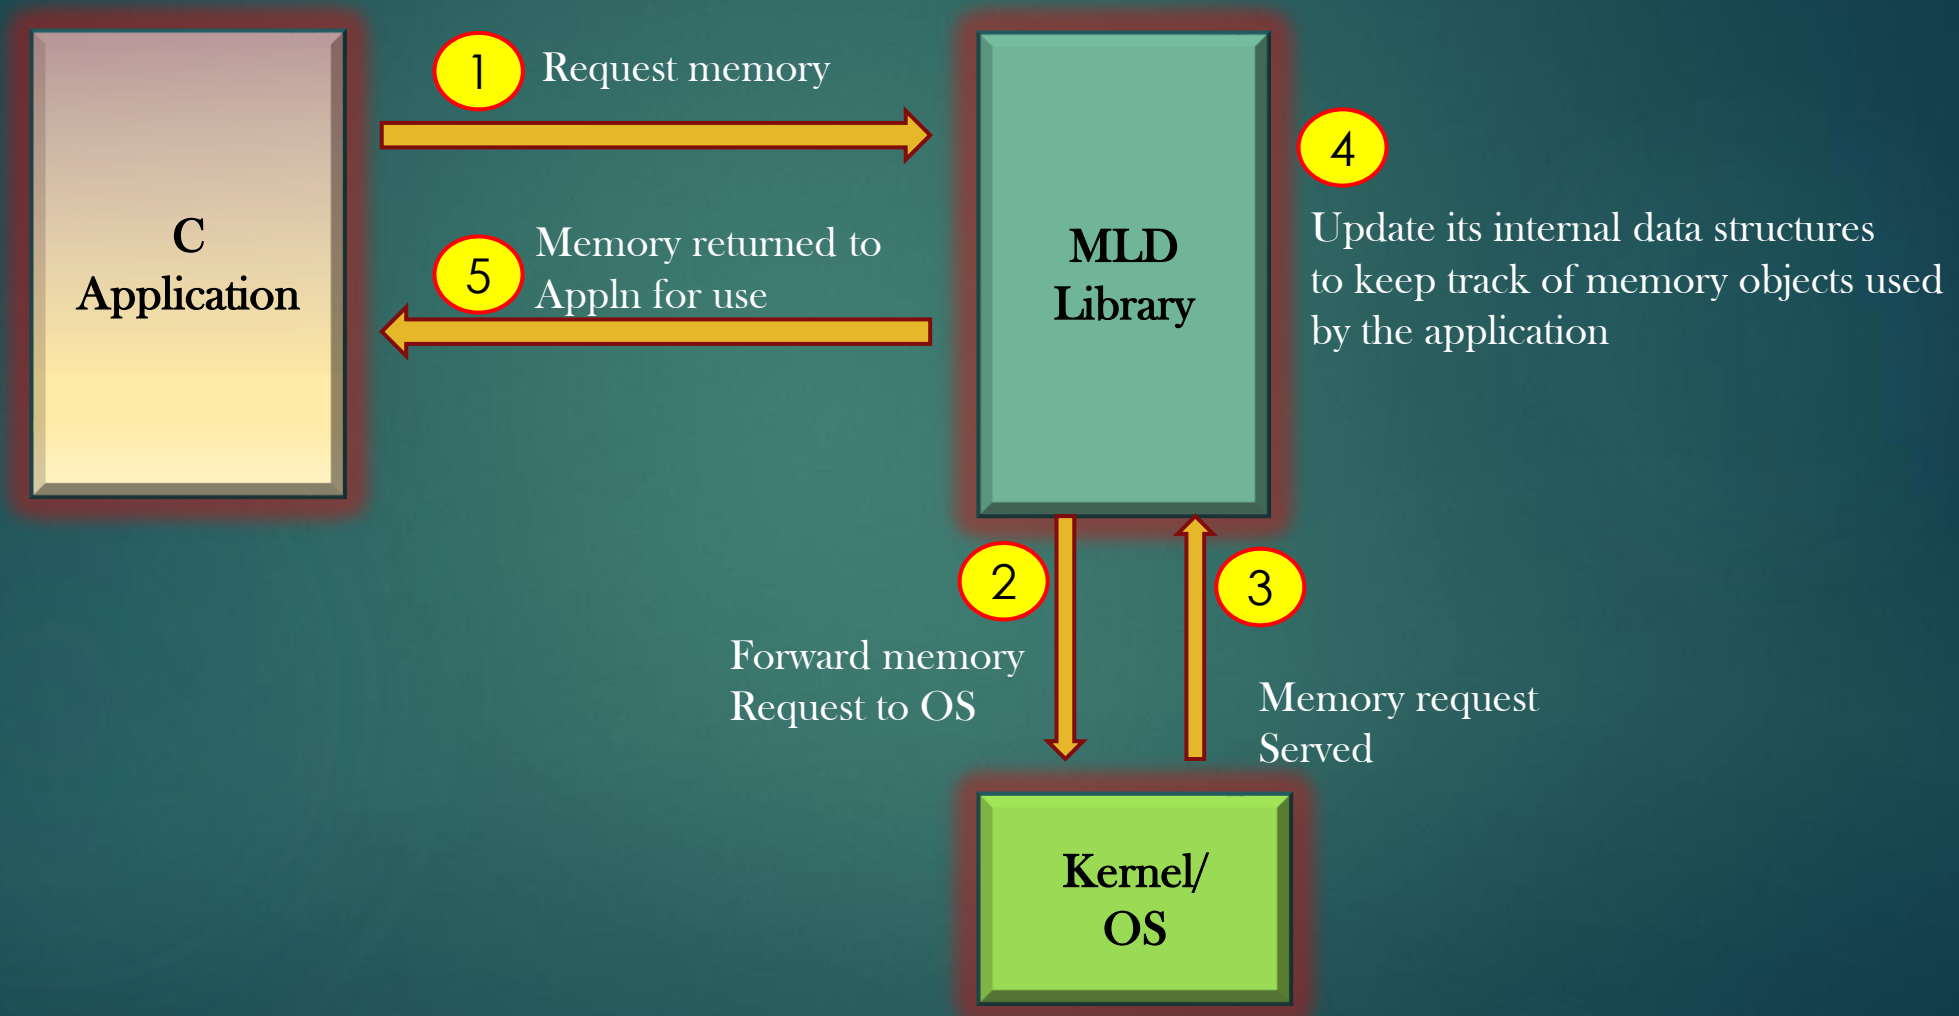 1
Request memory
C
Application
5
Memory returned to
Appln for use
MLD
Library
4
Update its internal data structures
to keep track of memory objects used
by the application
2
Forward memory
Request to OS
3
Memory request
Served
Kernel/
OS